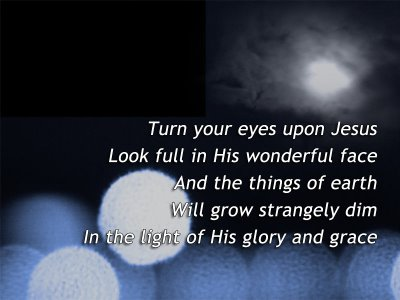 Turn your eyes upon Jesus
Look full in His wonderful face
And the things of earth
Will grow strangely dim
In the light of His glory and grace